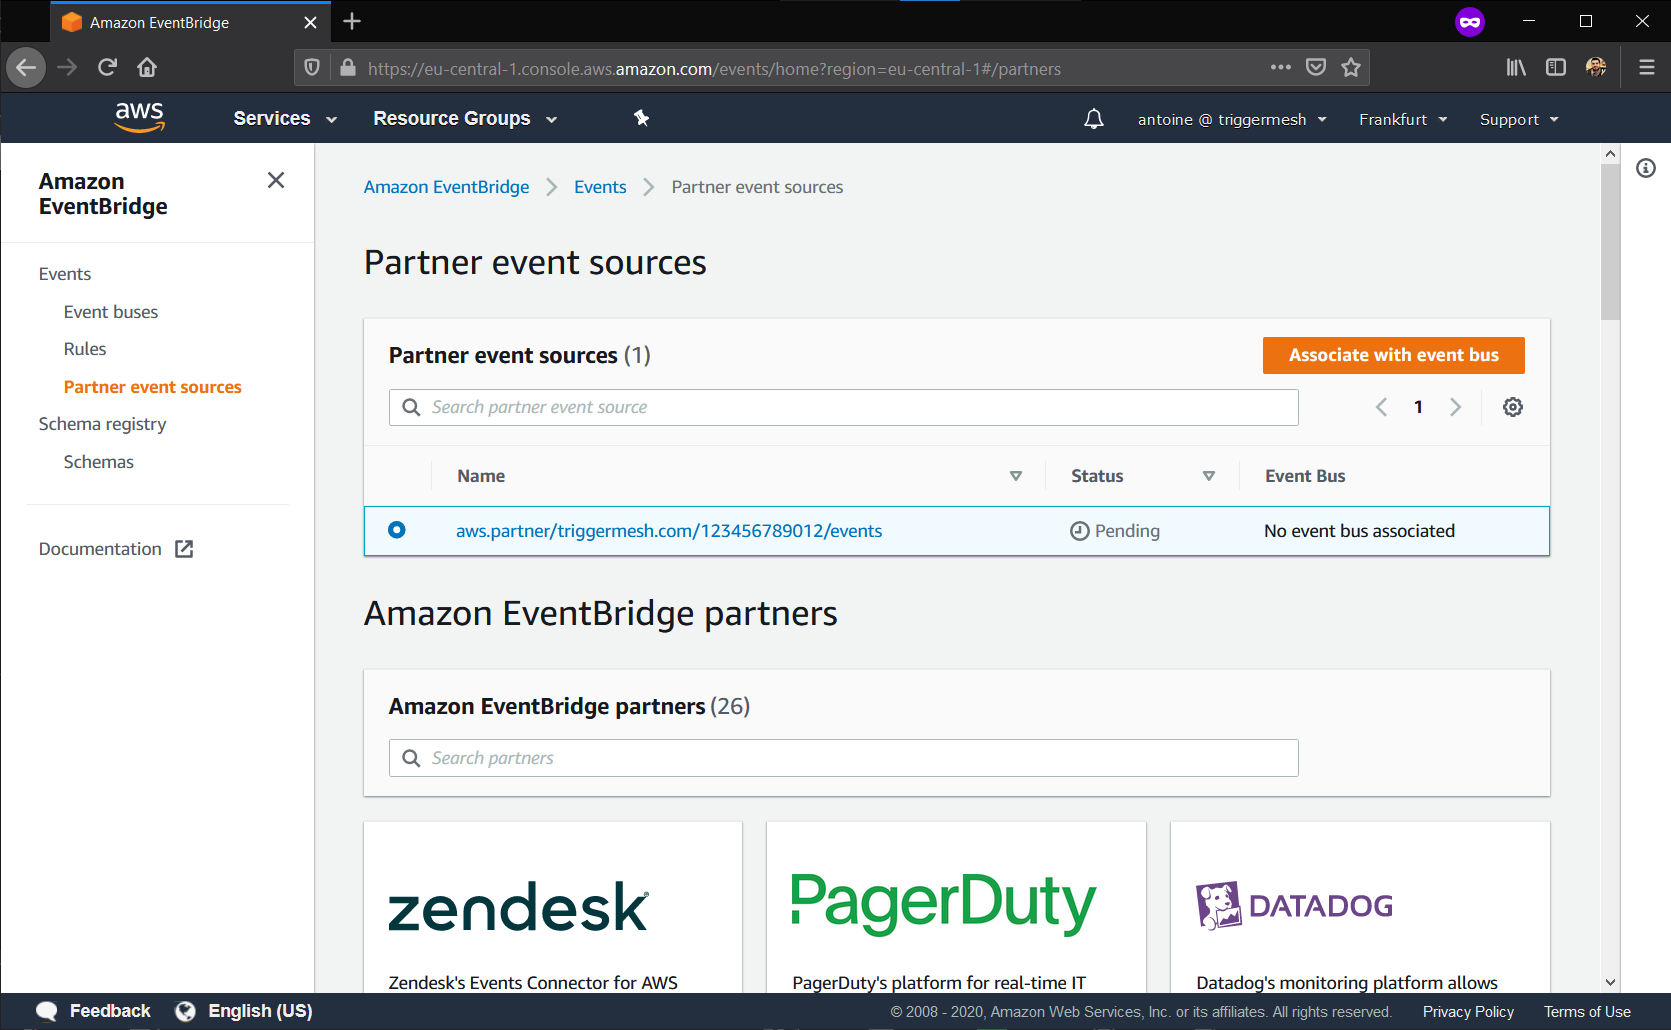 Amazon EventBridge
https://eu-central-1.console.aws.amazon.com/events/home?region=eu-central-1#/partners
aws
Services
Resource Groups
antoine @ triggermesh
Frankfurt
Support
Amazon
EventBridge
Events
Event buses
Rules
Partner event sources
Schema registry
Schemas
Documentation
Amazon EventBridge
Events
Partner event sources
Partner event sources
Partner event sources (1)
Associate with event bus
Search partner event source
1
Name
Status
Event Bus
aws.partner/triggermesh.com/123456789012/events
Pending
No event bus associated
Amazon EventBridge partners
Amazon EventBridge partners (26)
Search partners
zendesk
PagerDuty
DATADOG
Zendesk's Events Connector for AWS
PagerDuty's platform for real-time IT
Datadog's monitoring platform allows
Feedback
English (US)
© 2008 - 2020, Amazon Web Services, Inc. or its affiliates. All rights reserved.
Privacy Policy
Terms of Use